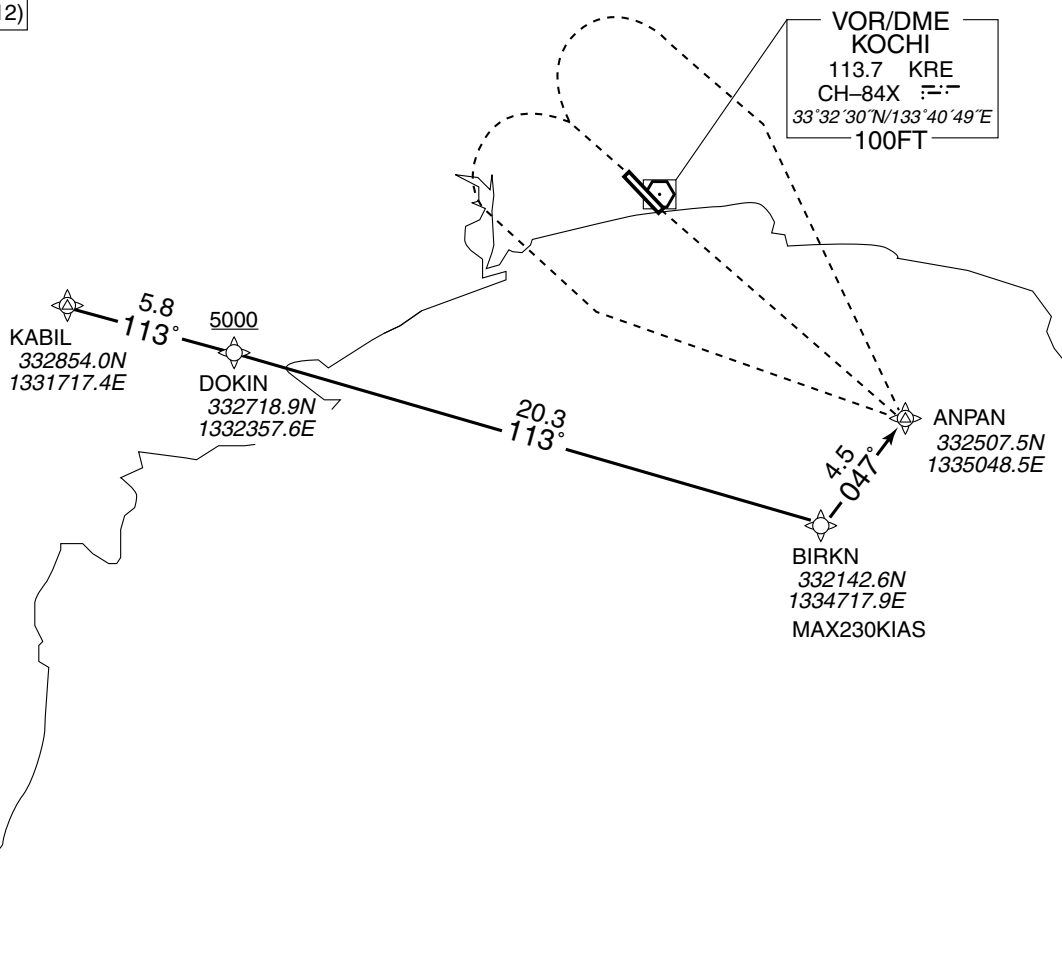 12)
VOR/DME
KOCHI
113.7 KRE
CH–84X
33°32´30˝N/133°40´49˝E
100FT
5.8
113°
5000
KABIL
332854.0N
1331717.4E
DOKIN
332718.9N
1332357.6E
20.3
113°
ANPAN
332507.5N
1335048.5E
4.5
047°
BIRKN
332142.6N
1334717.9E
MAX230KIAS